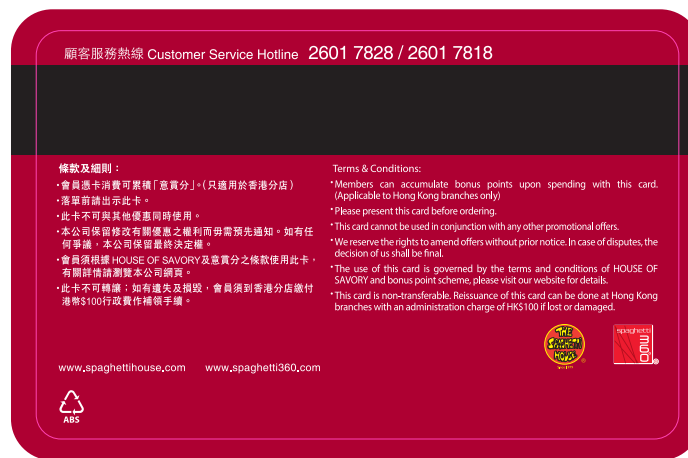 顧客服務熱線 Customer Service Hotline 2601 7828 / 2601 7818
條款及細則：
•會員憑卡消費可累積「意賞分」。（只適用於香港分店）
•落單前請出示此卡。
•此卡不可與其他優惠同時使用。
•本公司保留修改有關優惠之權利而毋需預先通知。如有任
何爭議，本公司保留最終決定權。
•會員須根據 HOUSE OF SAVORY及意賞分之條款使用此卡，
有關詳情請瀏覽本公司網頁。
•此卡不可轉讓；如有遺失及損毀，會員須到香港分店繳付
港幣$100行政費作補領手續。
Terms & Conditions:
*Members can accumulate bonus points upon spending with this card.
(Applicable to Hong Kong branches only)
*Please present this card before ordering.
*This card cannot be used in conjunction with any other promotional offers.
*We reserve the rights to amend offers without prior notice. In case of disputes, the
decision of us shall be final.
*The use of this card is governed by the terms and conditions of HOUSE OF
SAVORY and bonus point scheme, please visit our website for details.
*This card is non-transferable. Reissuance of this card can be done at Hong Kong
branches with an administration charge of HK$100 if lost or damaged.
THE
SPAGHETTI
HOUSE
®
spaghetti
360
®
www.spaghettihouse.com www.spaghetti360.com
ABS